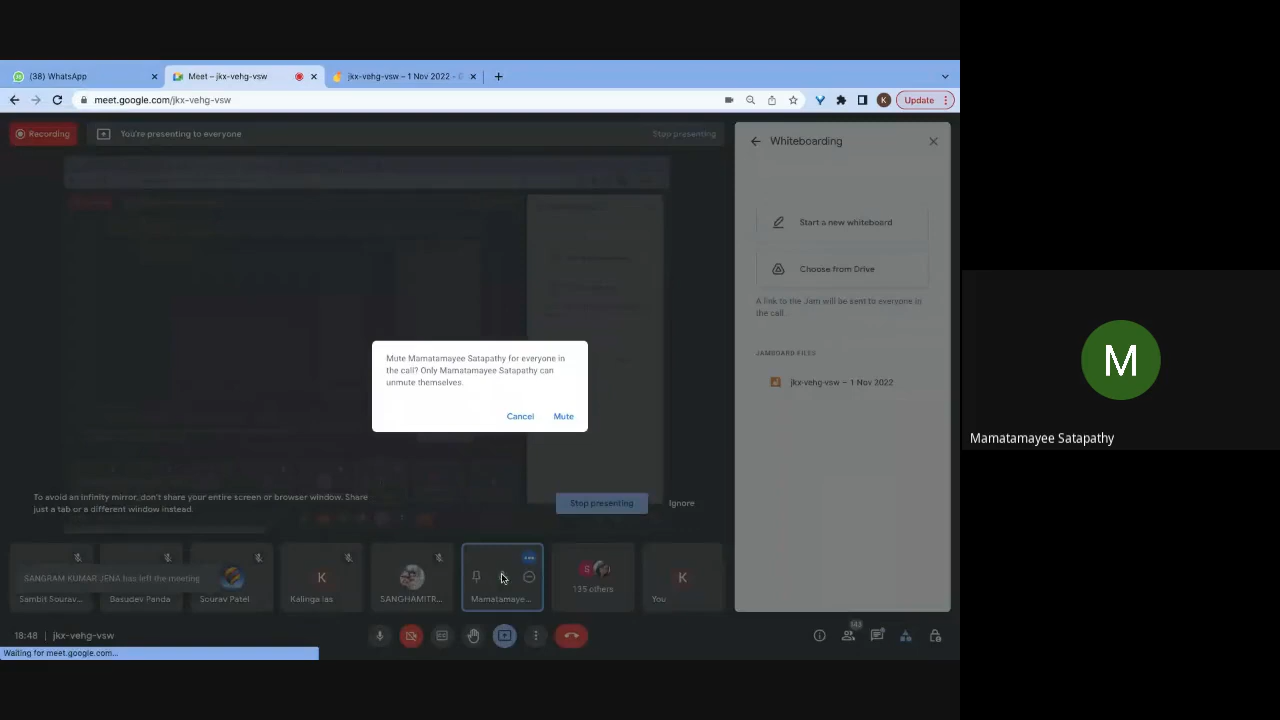 (38) WhatsApp
Meet – jkx-vehg-vsw
jkx-vehg-vsw – 1 Nov 2022 - G
meet.google.com/jkx-vehg-vsw
K
Update
Recording
You're presenting to everyone
Stop presenting
Whiteboarding
Start a new whiteboard
Choose from Drive
A link to the Jam will be sent to everyone in
the call.
JAMBOARD FILES
jkx-vehg-vsw – 1 Nov 2022
Mute Mamatamayee Satapathy for everyone in
the call? Only Mamatamayee Satapathy can
unmute themselves.
Cancel
Mute
To avoid an infinity mirror, don't share your entire screen or browser window. Share
just a tab or a different window instead.
Stop presenting
Ignore
SANGRAM KUMAR JENA has left the meeting
K
S
K
Sambit Sourav...
Basudev Panda
Sourav Patel
Kalinga Ias
SANGHAMITR...
Mamatamaye...
135 others
You
18:48 | jkx-vehg-vsw
143
Waiting for meet.google.com...
M
Mamatamayee Satapathy